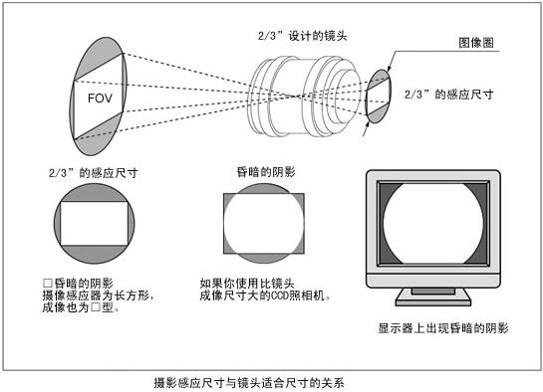 2/3”设计的镜头
图像圈
FOV
2/3”的感应尺寸
2/3”的感应尺寸
昏暗的阴影
□昏暗的阴影
摄像感应器为长方形，
成像也为□型。
如果你使用比镜头
成像尺寸大的CCD照相机。
显示器上出现昏暗的阴影
摄影感应尺寸与镜头适合尺寸的关系